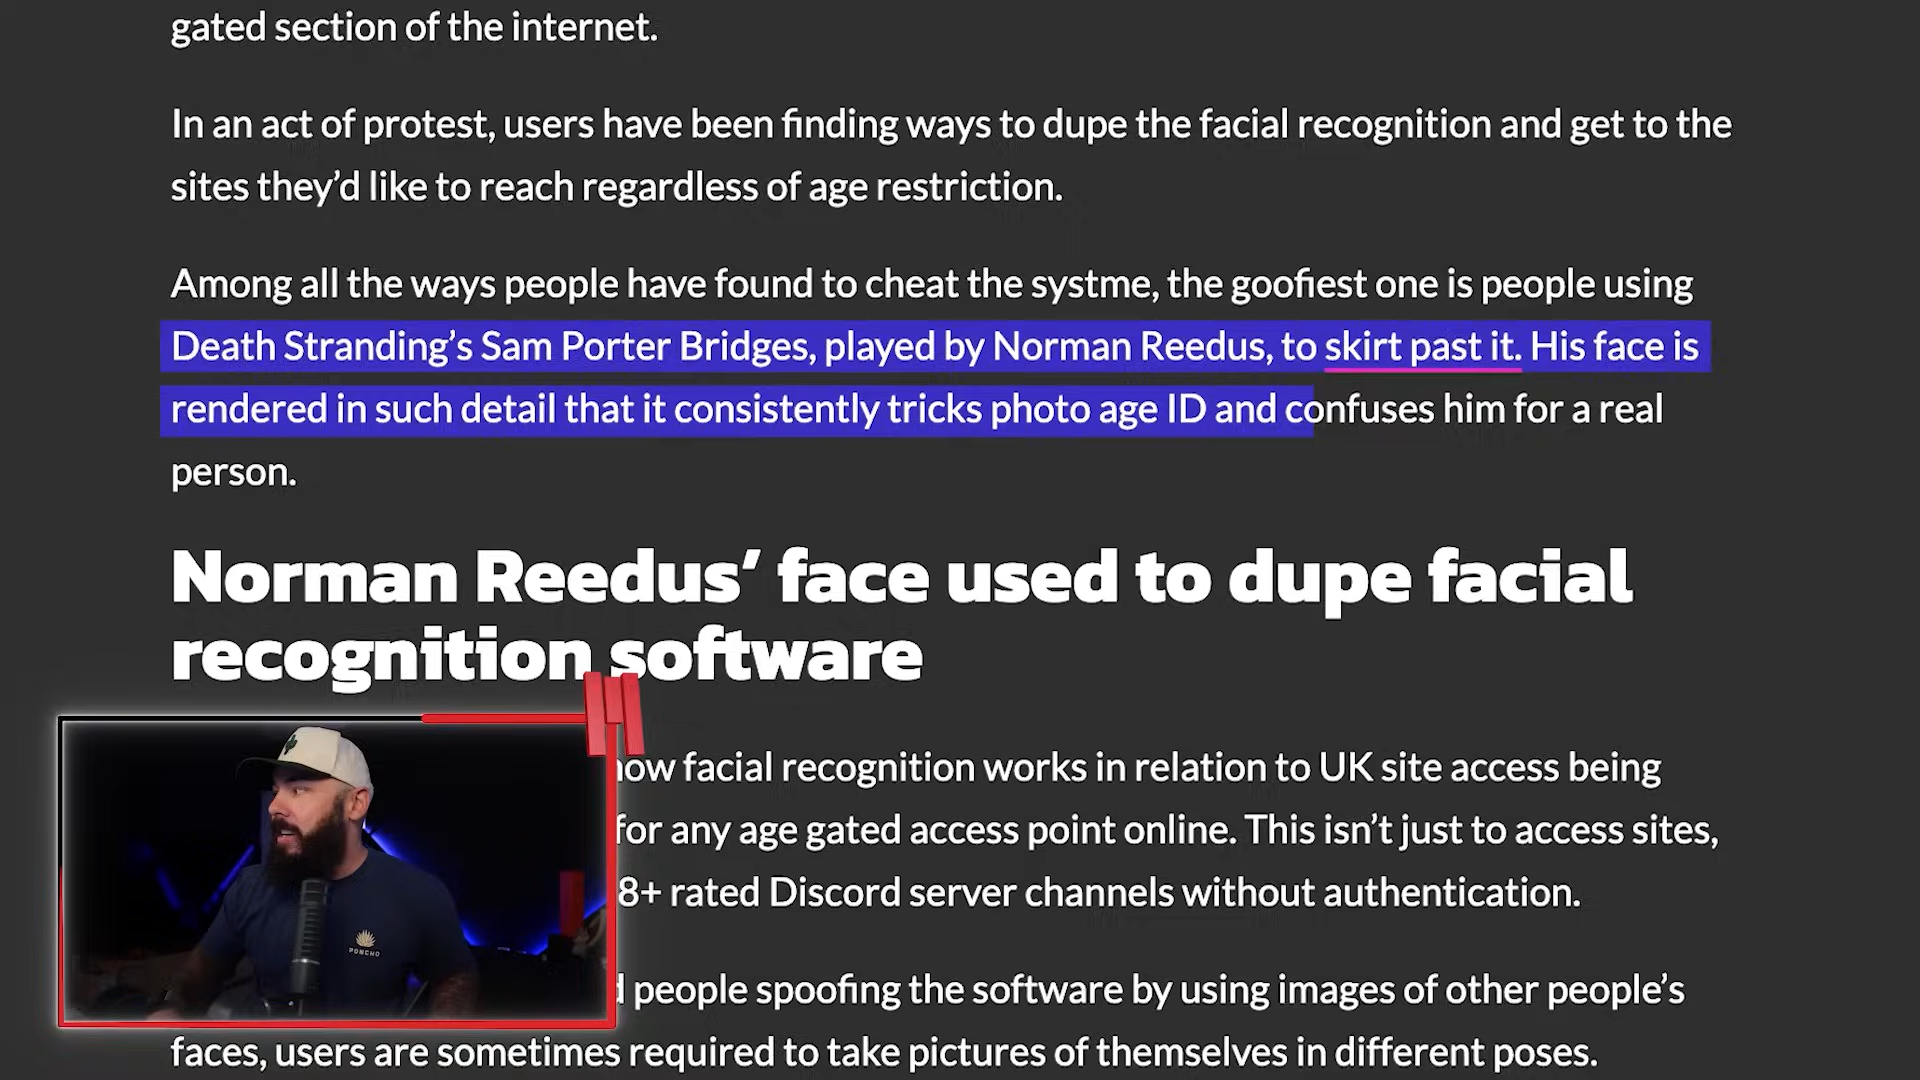 gated section of the internet.
In an act of protest, users have been finding ways to dupe the facial recognition and get to the
sites they’d like to reach regardless of age restriction.
Among all the ways people have found to cheat the systme, the goofiest one is people using
Death Stranding’s Sam Porter Bridges, played by Norman Reedus, to skirt past it. His face is
rendered in such detail that it consistently tricks photo age ID and confuses him for a real
person.
Norman Reedus’ face used to dupe facial
recognition software
how facial recognition works in relation to UK site access being
for any age gated access point online. This isn’t just to access sites,
8+ rated Discord server channels without authentication.
people spoofing the software by using images of other people’s
faces, users are sometimes required to take pictures of themselves in different poses.
PONCHO